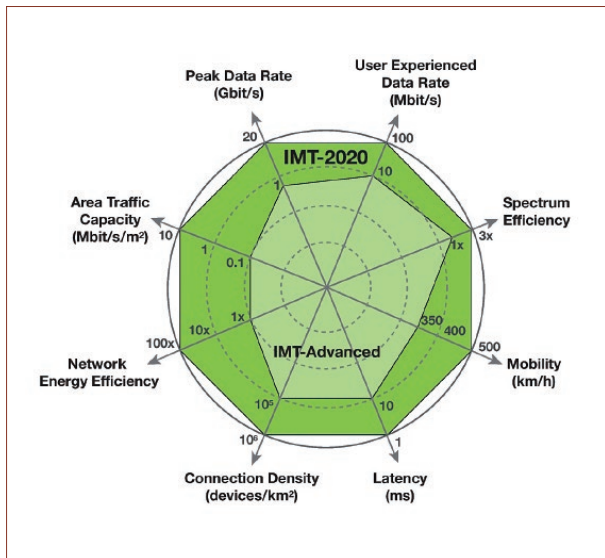 User Experienced
Data Rate
(Mbit/s)
Peak Data Rate
(Gbit/s)
20
100
IMT-2020
1
10
Area Traffic
Capacity
(Mbit/s/m²)
Spectrum
Efficiency
10
1
0.1
1x
3x
1x
10x
100x
350
400
500
Network
Energy Efficiency
IMT-Advanced
Mobility
(km/h)
10⁵
10
10⁶
1
Connection Density
(devices/km²)
Latency
(ms)